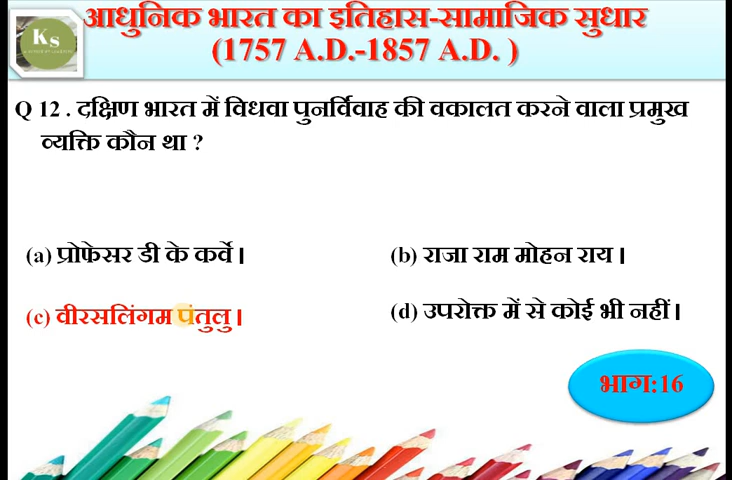 Ks
आधुनिक भारत का इतिहास-सामाजिक सुधार
(1757 A.D.-1857 A.D. )
Q 12 . दक्षिण भारत में विधवा पुनर्विवाह की वकालत करने वाला प्रमुख
व्यक्ति कौन था ?
(a) प्रोफेसर डी के कर्वे।
(b) राजा राम मोहन राय।
(c) वीरसलिंगम पंतुलु।
(d) उपरोक्त में से कोई भी नहीं।
भाग:16